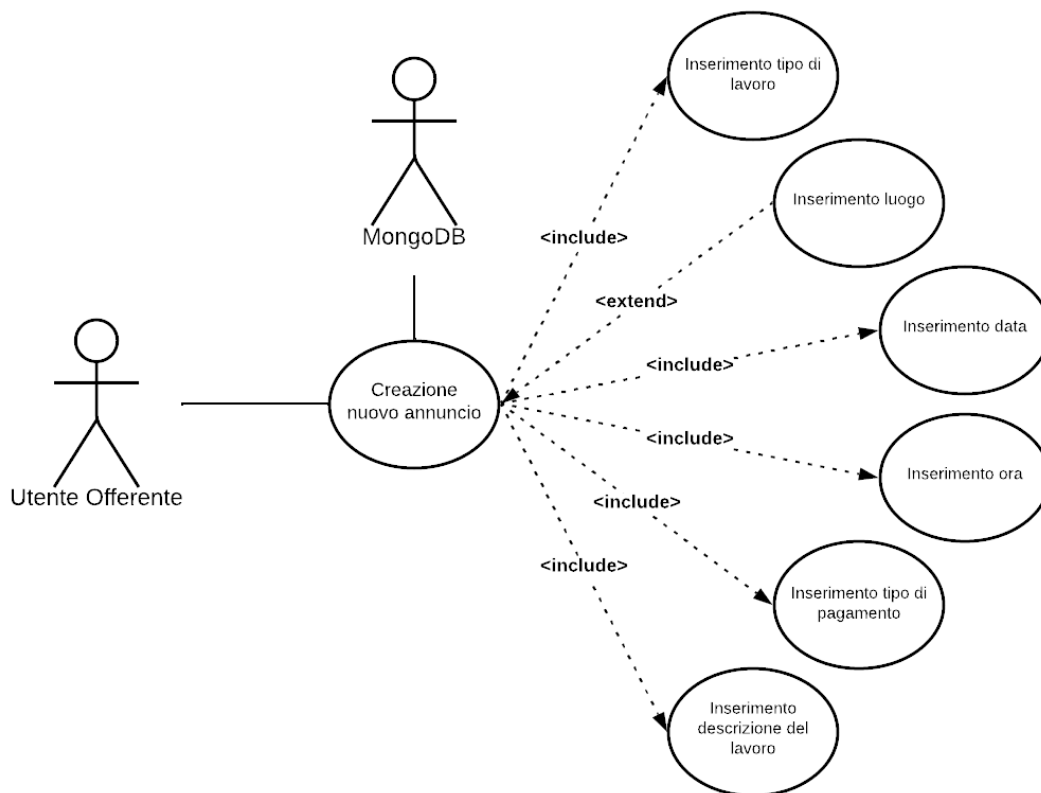 Inserimento tipo di
lavoro
MongoDB
Inserimento luogo
<include>
<extend>
Inserimento data
<include>
Creazione
nuovo annuncio
<include>
Inserimento ora
Utente Offerente
<include>
<include>
Inserimento tipo di
pagamento
Inserimento
descrizione del
lavoro